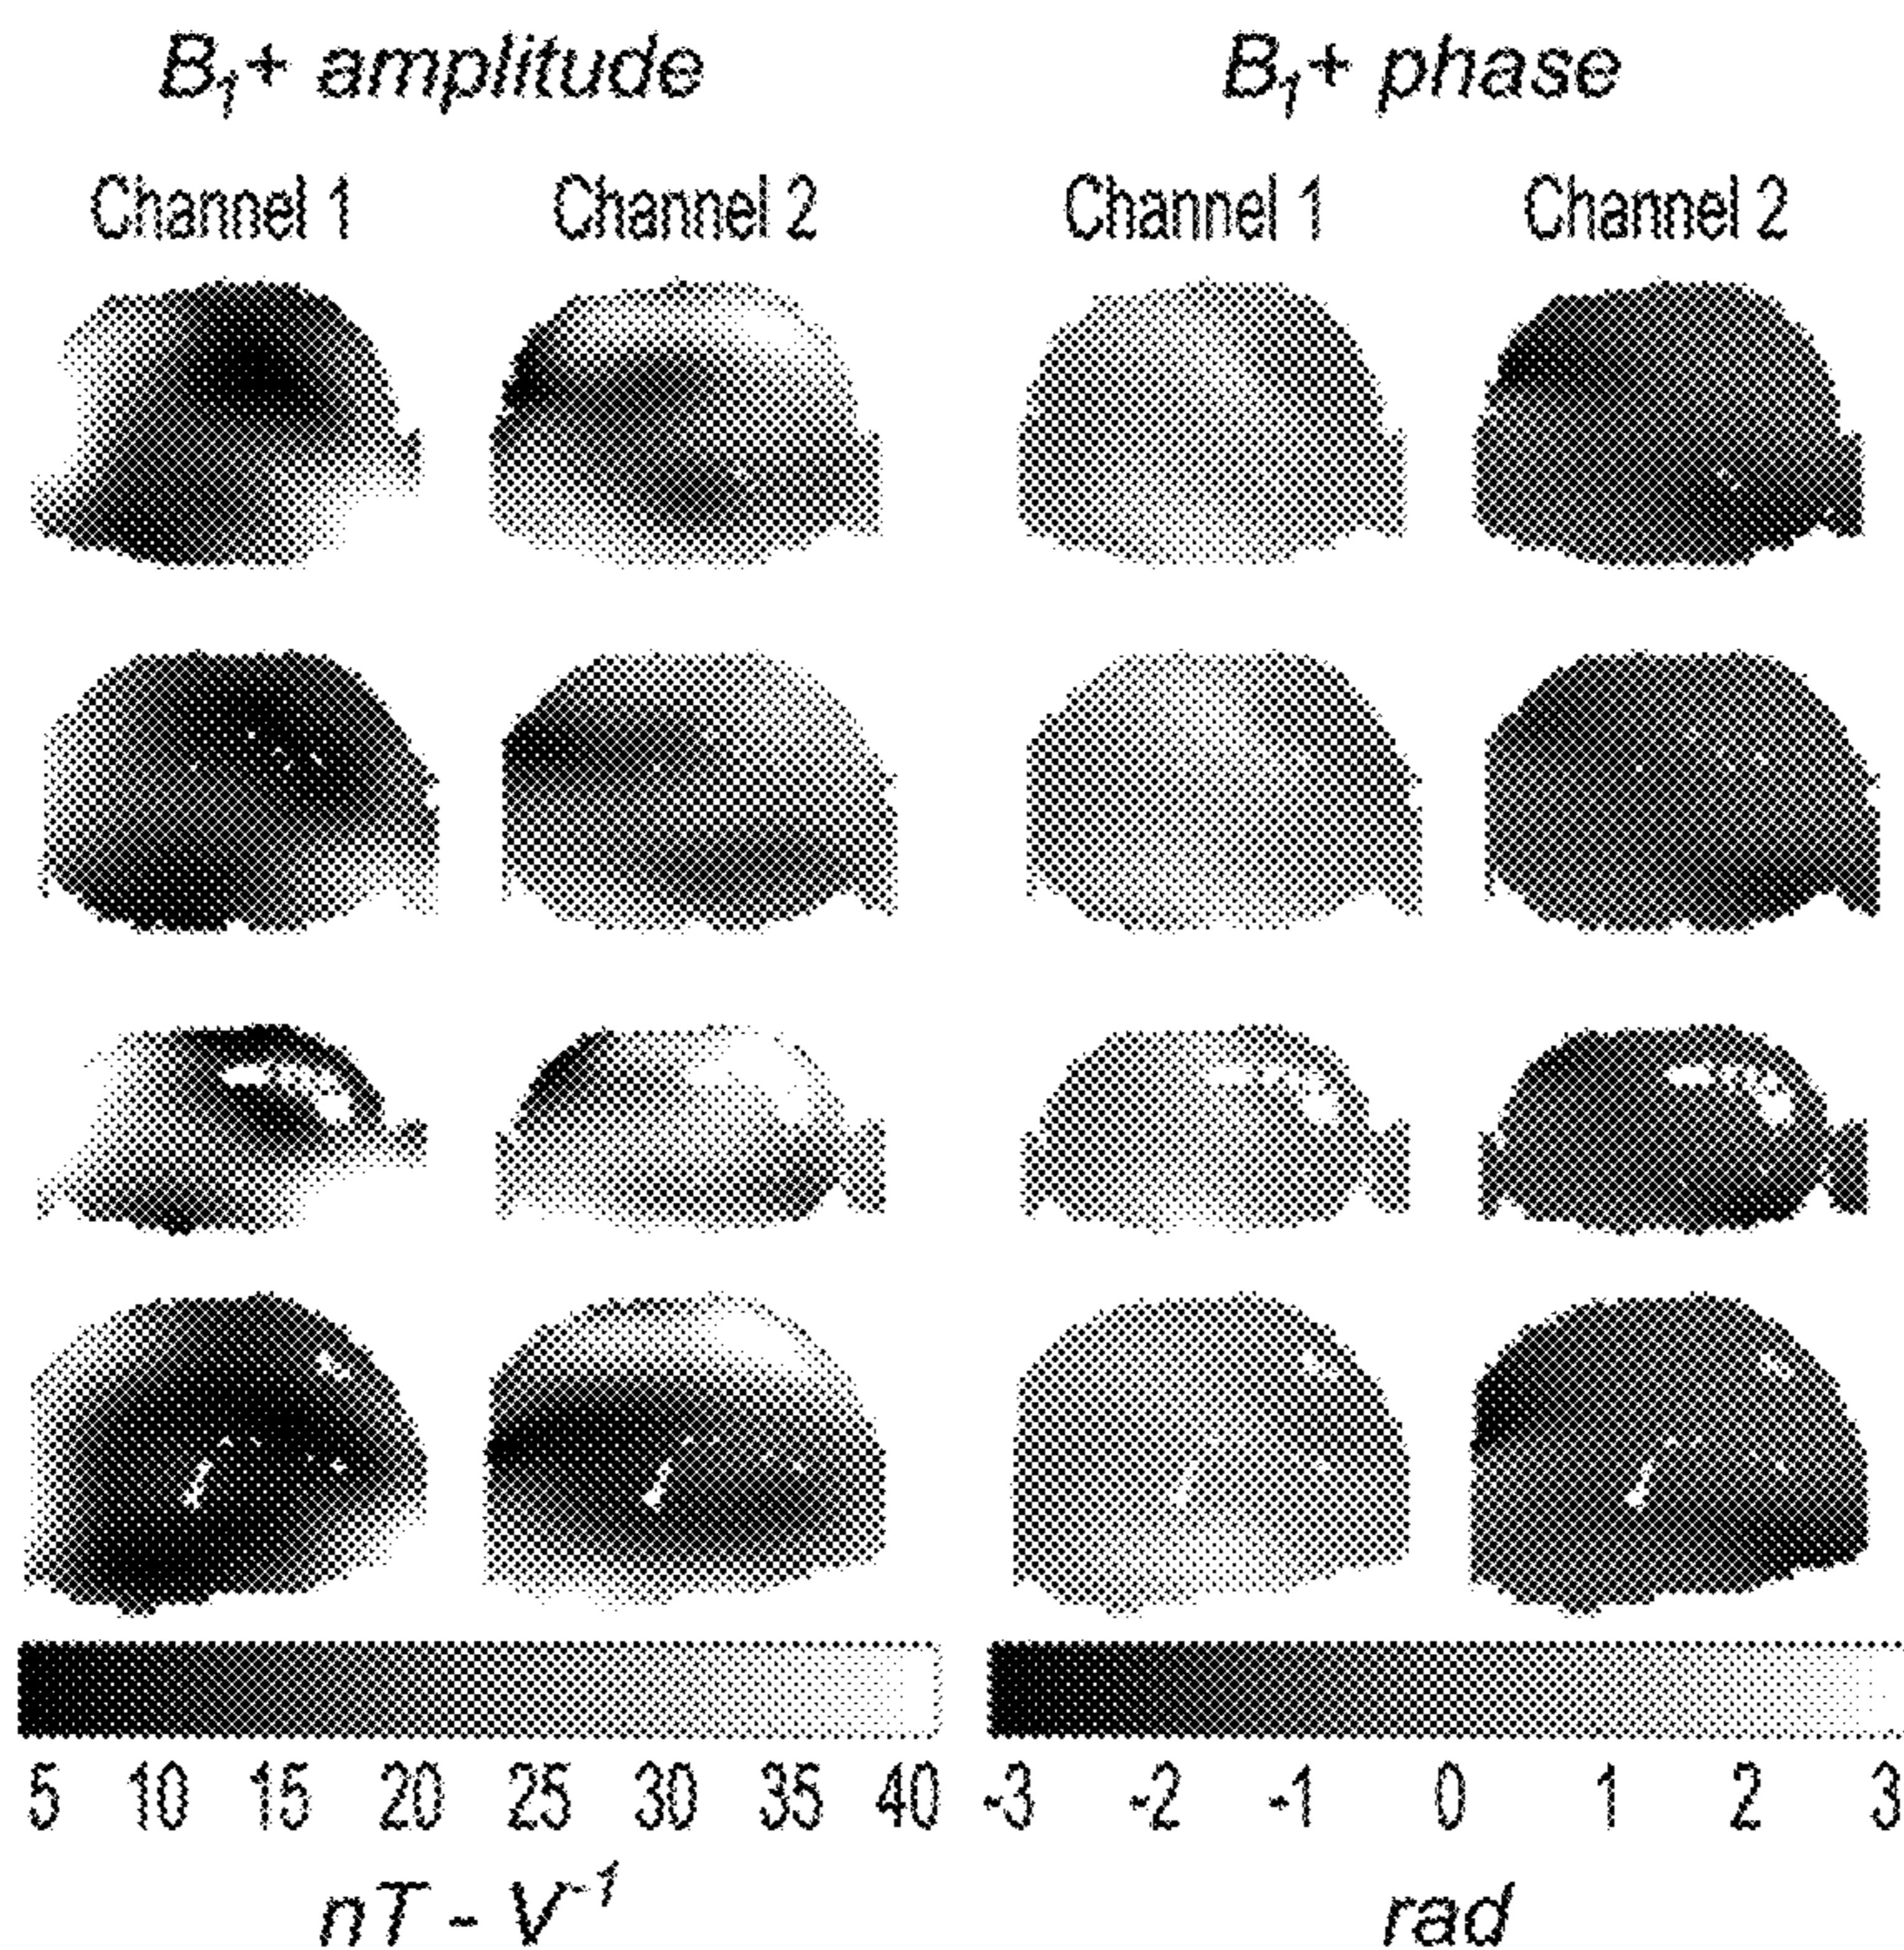 B₁+ amplitude B₁+ phase
Channel 1 Channel 2 Channel 1 Channel 2
5 10 15 20 25 30 35 40 -3 -2 -1 0 1 2 3
nT - V⁻¹ rad